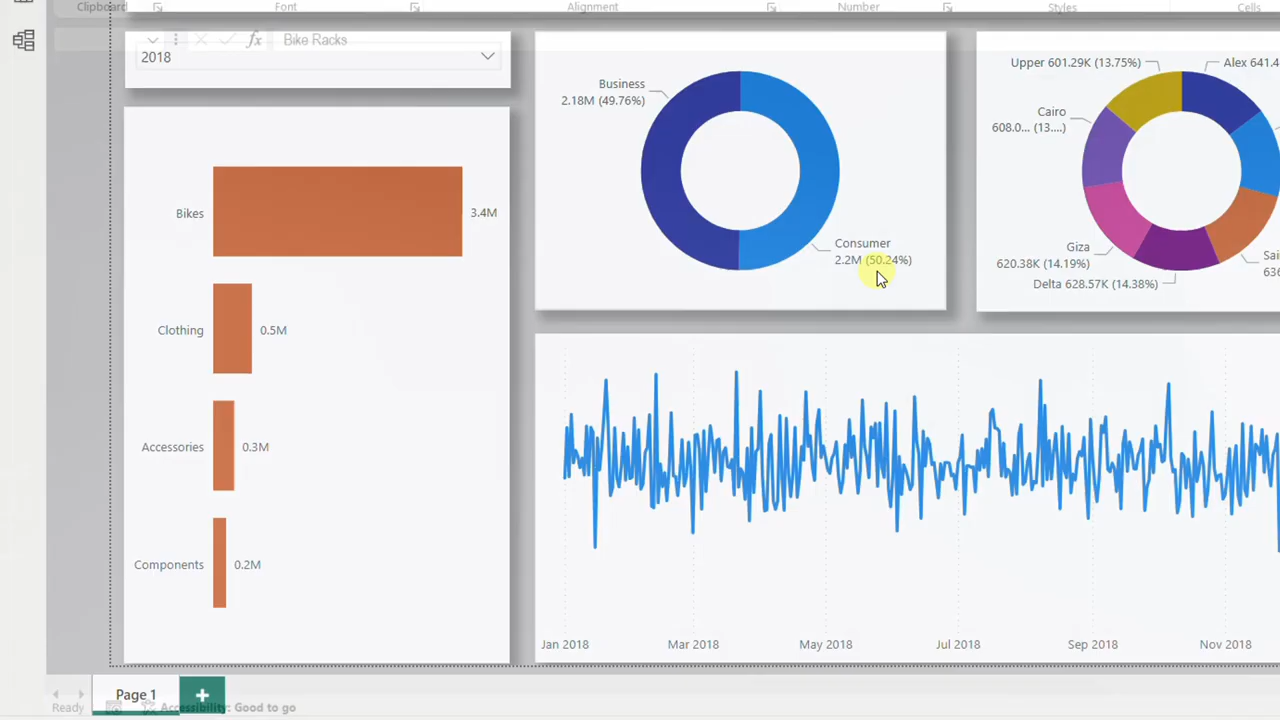 Clipboard
Font
Alignment
Number
Styles
Cells
fx
Bike Racks
2018
Bikes
3.4M
Clothing
0.5M
Accessories
0.3M
Components
0.2M
Business
2.18M (49.76%)
Consumer
2.2M (50.24%)
Upper 601.29K (13.75%)
Alex 641.4
Cairo
608.0... (13....)
Giza
620.38K (14.19%)
Delta 628.57K (14.38%)
Sai
636
Jan 2018
Mar 2018
May 2018
Jul 2018
Sep 2018
Nov 2018
Page 1
+
Ready
Accessibility: Good to go